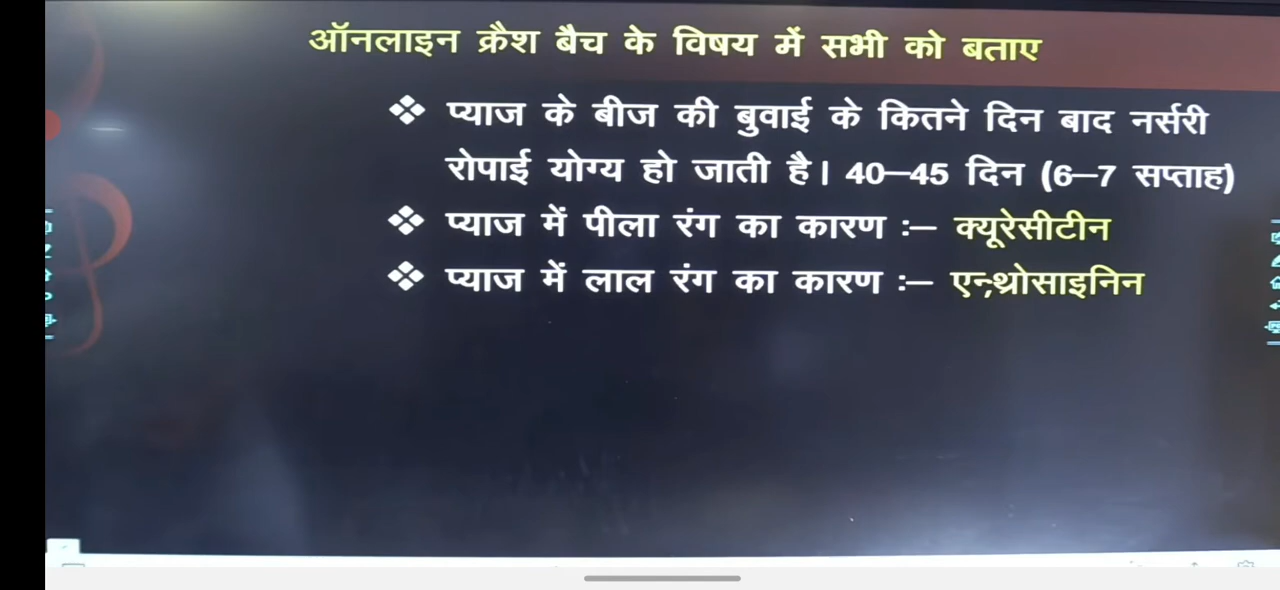 ऑनलाइन क्रैश बैच के विषय में सभी को बताए
❖ प्याज के बीज की बुवाई के कितने दिन बाद नर्सरी
रोपाई योग्य हो जाती है। 40–45 दिन (6–7 सप्ताह)
❖ प्याज में पीला रंग का कारण :– क्यूरेसीटीन
❖ प्याज में लाल रंग का कारण :– एन्थ्रोसाइनिन